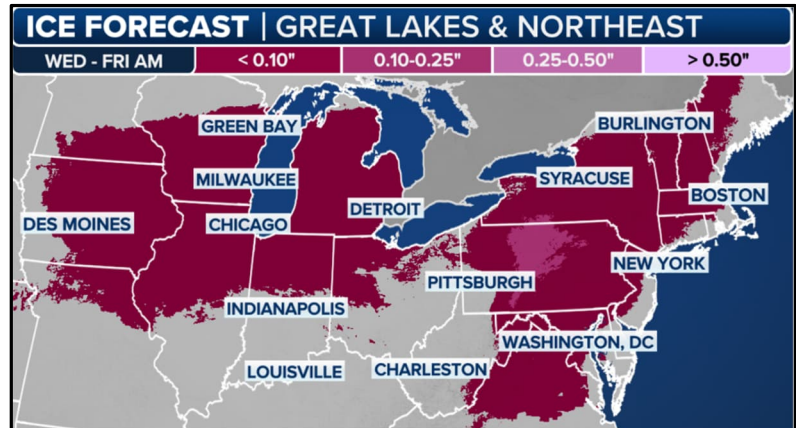 ICE FORECAST | GREAT LAKES & NORTHEAST
WED - FRI AM < 0.10" 0.10-0.25" 0.25-0.50" > 0.50"
GREEN BAY
BURLINGTON
MILWAUKEE
SYRACUSE
BOSTON
DES MOINES
CHICAGO
DETROIT
NEW YORK
PITTSBURGH
INDIANAPOLIS
WASHINGTON, DC
LOUISVILLE
CHARLESTON